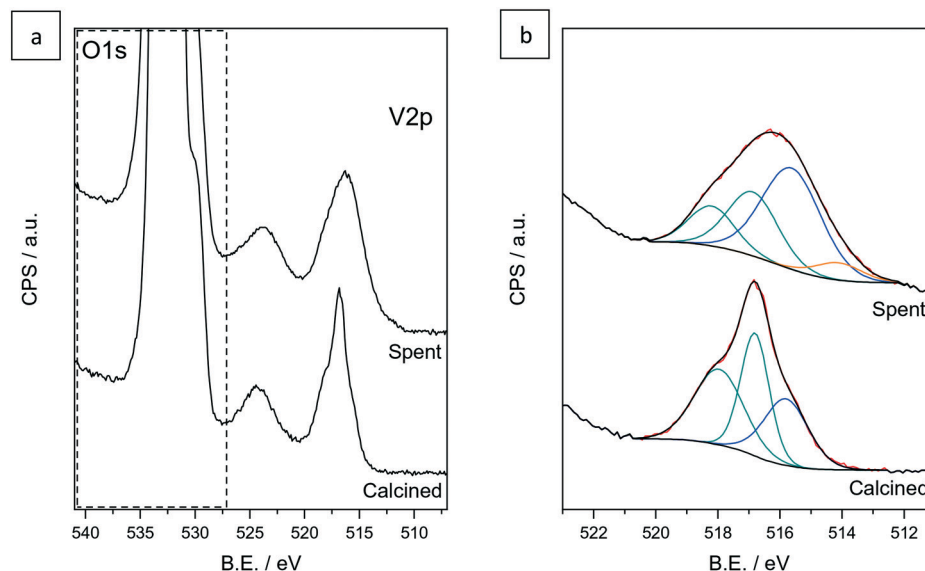 a
O1s
V2p
CPS / a.u.
Spent
Calcined
540 535 530 525 520 515 510
B.E. / eV
b
CPS / a.u.
Spent
Calcined
522 520 518 516 514 512
B.E. / eV